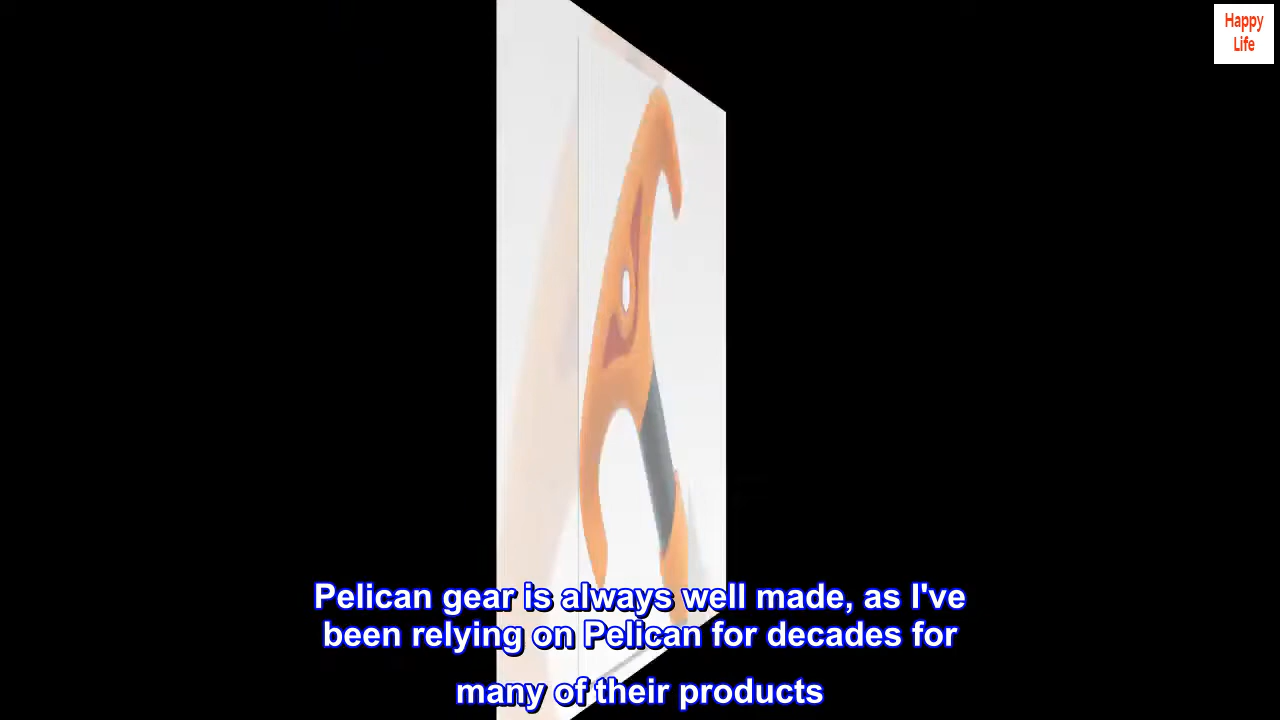 Happy
Life
Pelican gear is always well made, as I've
been relying on Pelican for decades for
many of their products